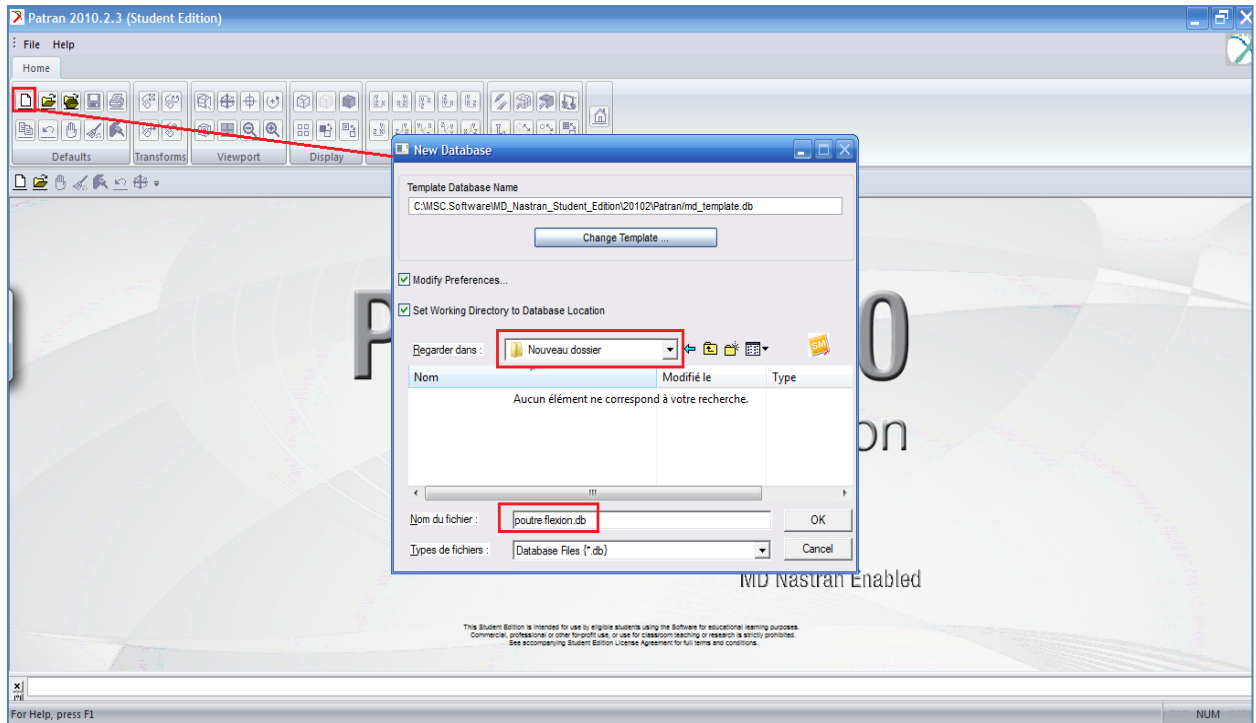 Patran 2010.2.3 (Student Edition)
File Help
Home
Defaults Transforms Viewport Display
New Database
Template Database Name
C:\MSC.Software\MD_Nastran_Student_Edition\20102\Patran/md_template.db
Change Template ...
Modify Preferences...
Set Working Directory to Database Location
Regarder dans : Nouveau dossier
SM
Nom Modifié le Type
Aucun élément ne correspond à votre recherche.
Nom du fichier : poutre flexion.db OK
Types de fichiers : Database Files {*.db} Cancel
P 0
on
MD Nastran Enabled
This Student Edition is intended for use by eligible students using the Software for educational learning purposes.
Commercial, professional or other for-profit use, or use for classroom teaching or research is strictly prohibited.
See accompanying Student Edition License Agreement for full terms and conditions.
For Help, press F1 NUM